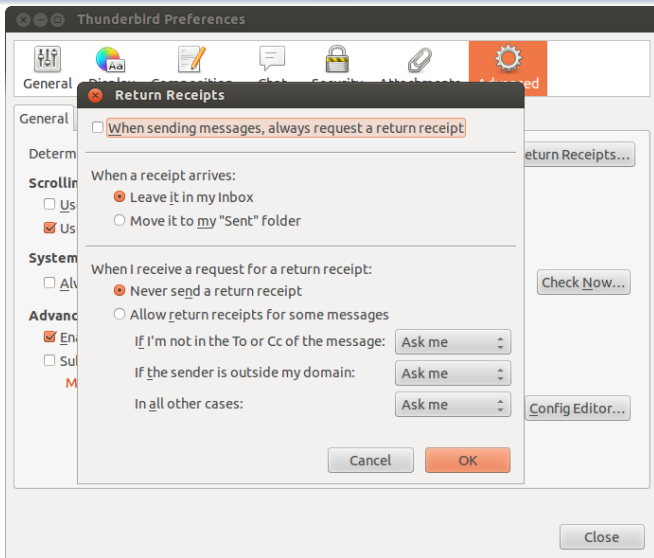 Thunderbird Preferences
General
Return Receipts
General
When sending messages, always request a return receipt
Determ
eturn Receipts...
When a receipt arrives:
Scrollin
Leave it in my Inbox
Us
Move it to my "Sent" folder
Us
System
When I receive a request for a return receipt:
Alw
Never send a return receipt
Check Now...
Advanc
Allow return receipts for some messages
Ena
If I'm not in the To or Cc of the message: Ask me
Sul
If the sender is outside my domain: Ask me
M
In all other cases: Ask me
Config Editor...
Cancel
OK
Close